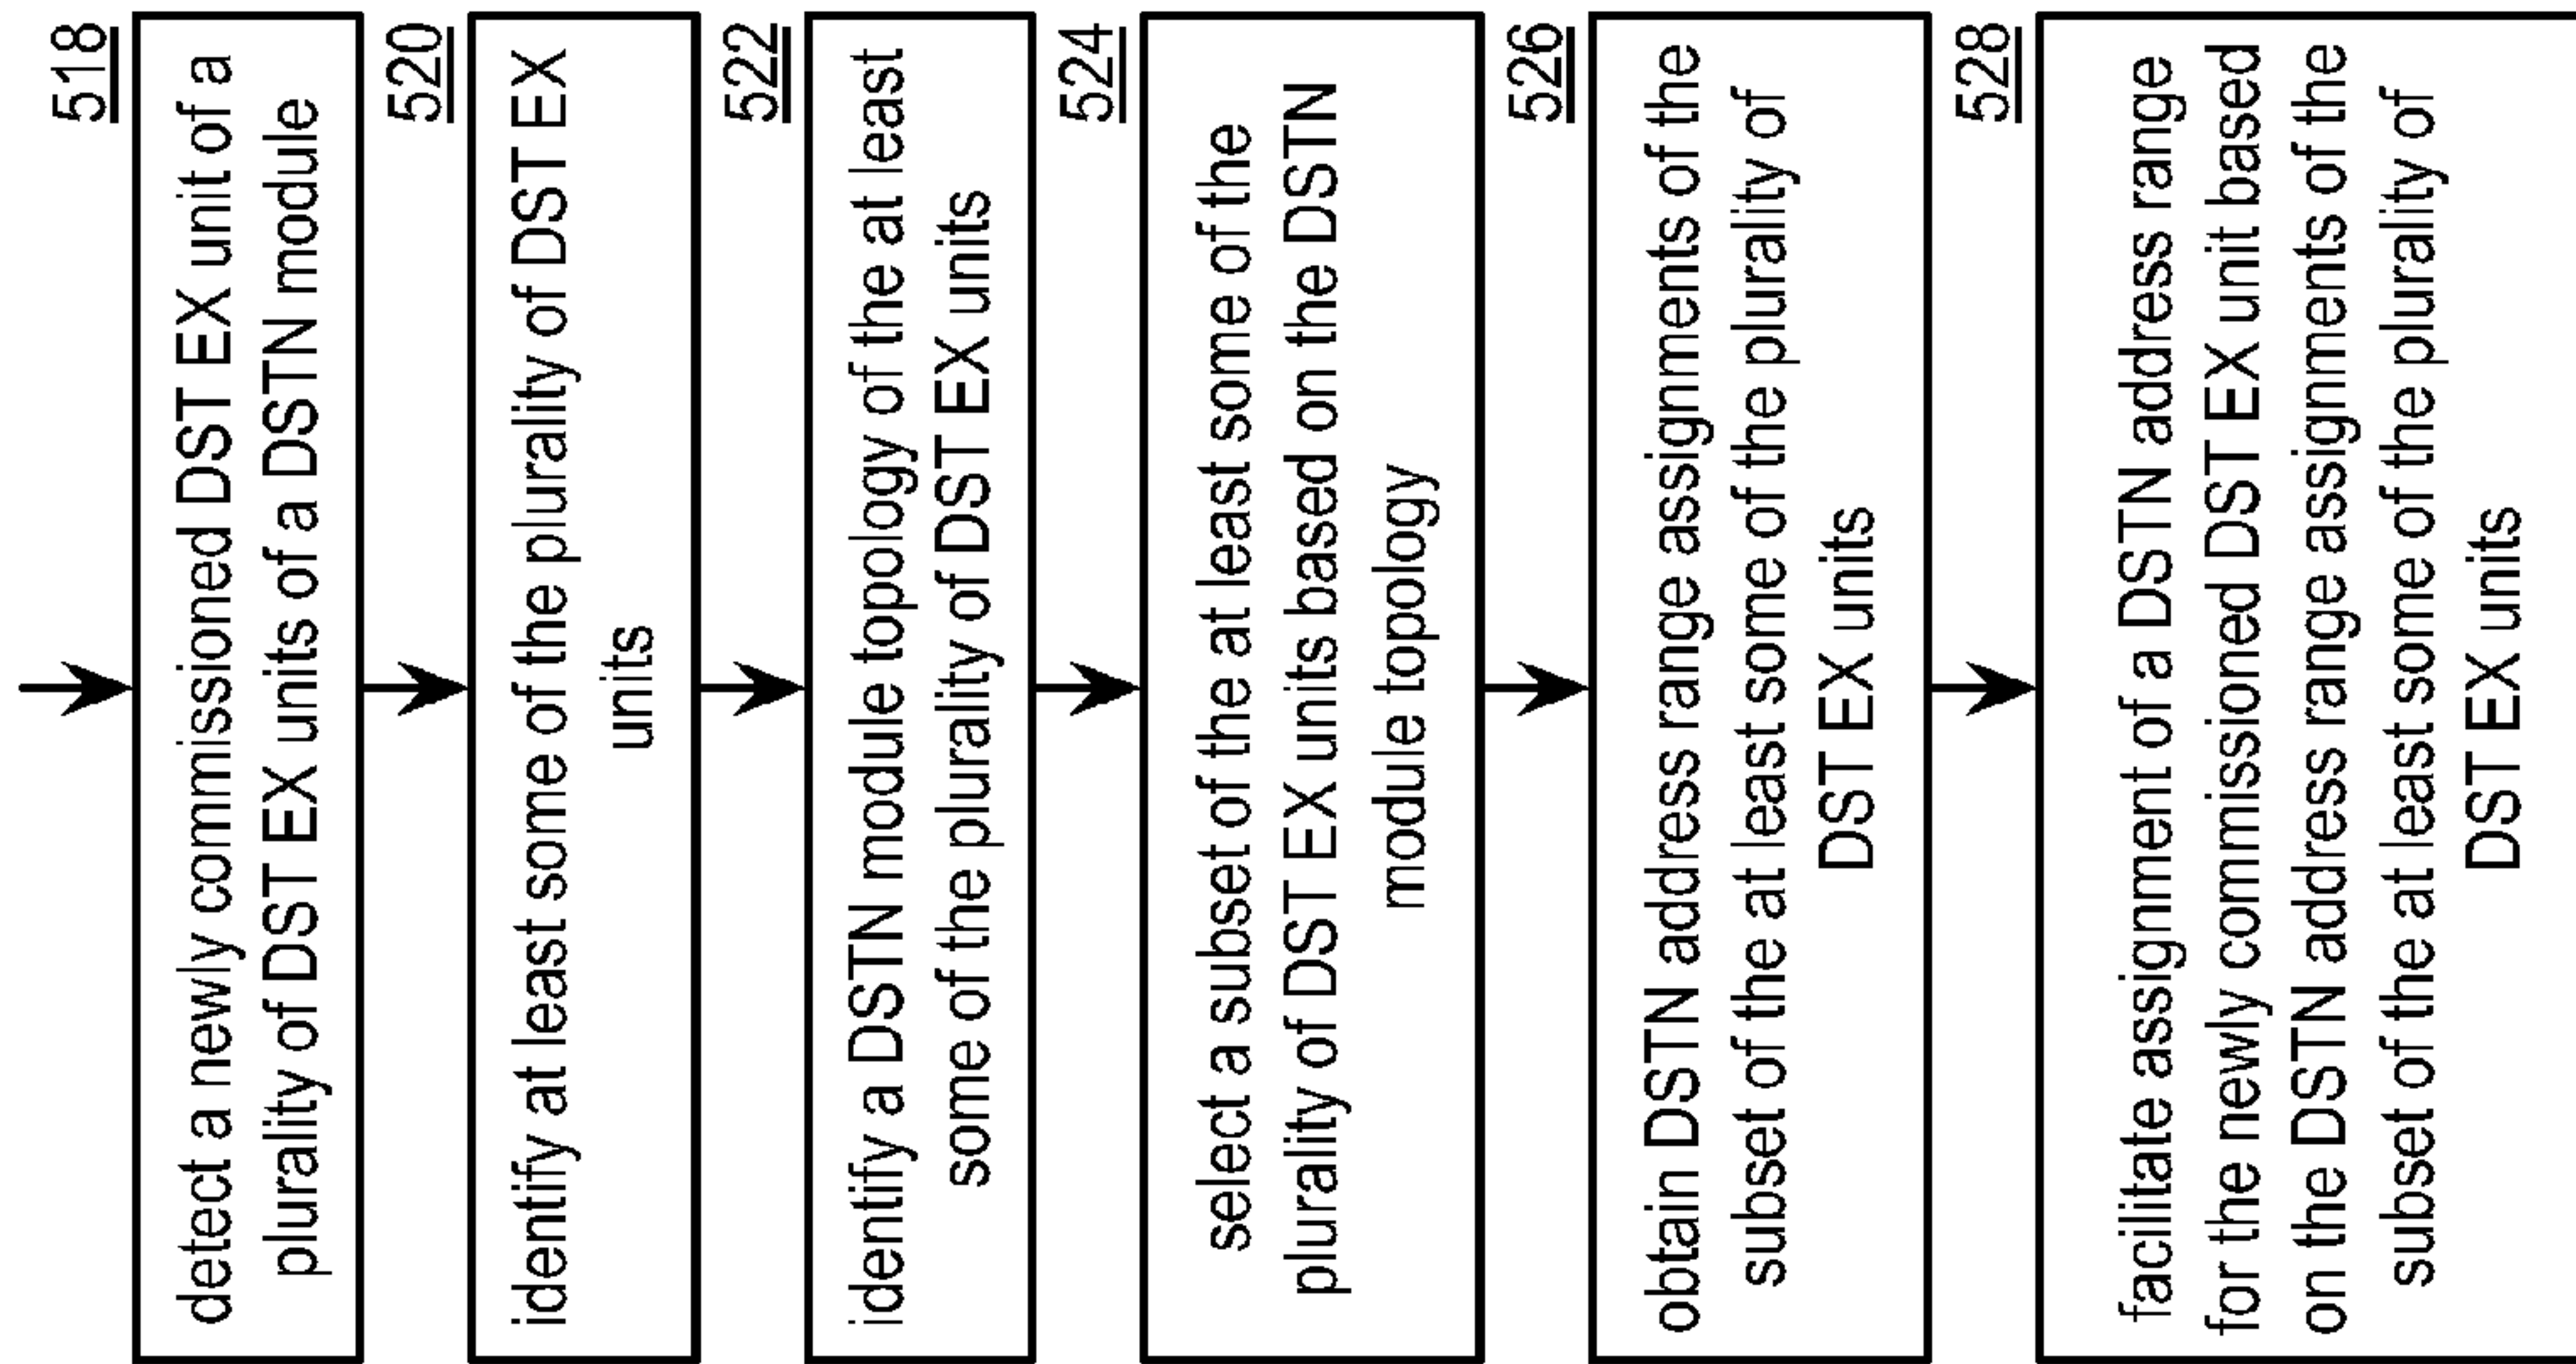 518
detect a newly commissioned DST EX unit of a
plurality of DST EX units of a DSTN module
520
identify at least some of the plurality of DST EX
units
522
identify a DSTN module topology of the at least
some of the plurality of DST EX units
524
select a subset of the at least some of the
plurality of DST EX units based on the DSTN
module topology
526
obtain DSTN address range assignments of the
subset of the at least some of the plurality of
DST EX units
528
facilitate assignment of a DSTN address range
for the newly commissioned DST EX unit based
on the DSTN address range assignments of the
subset of the at least some of the plurality of
DST EX units